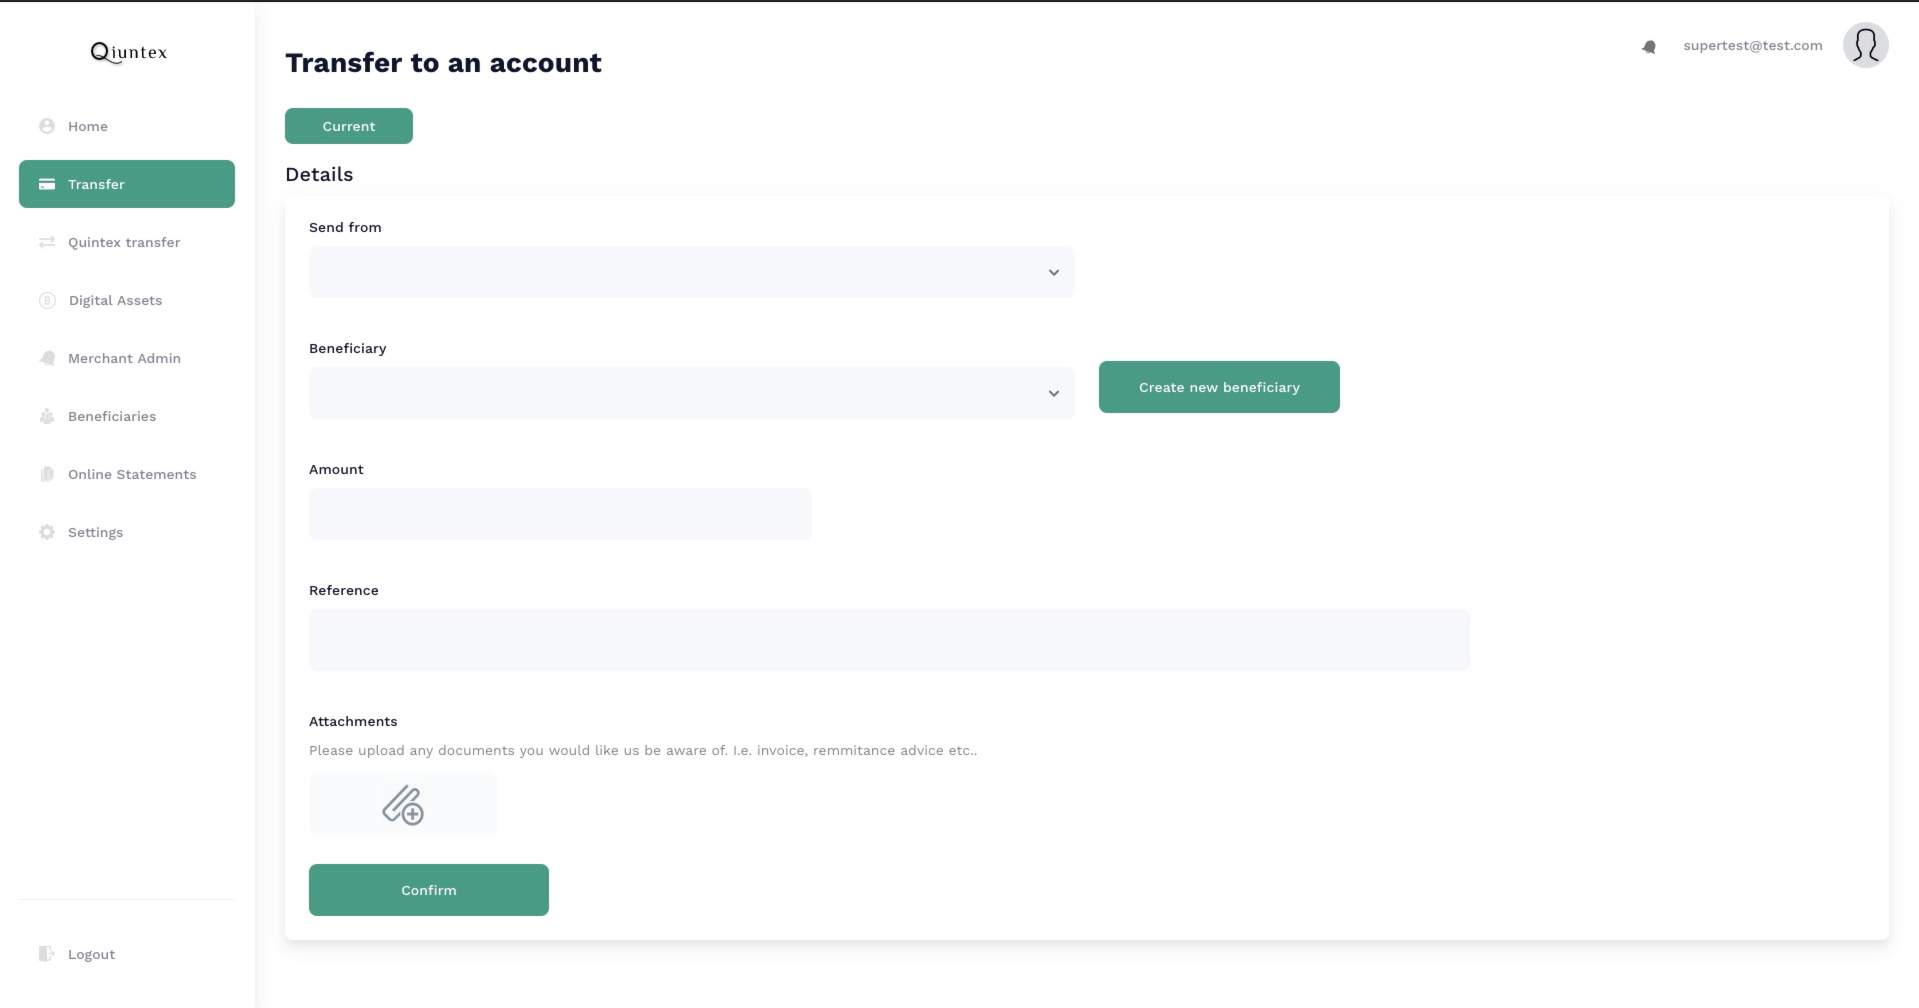 Qiuntex
Home
Transfer
Quintex transfer
Digital Assets
Merchant Admin
Beneficiaries
Online Statements
Settings
Logout
Transfer to an account
supertest@test.com
Current
Details
Send from
Beneficiary
Create new beneficiary
Amount
Reference
Attachments
Please upload any documents you would like us be aware of. I.e. invoice, remmitance advice etc..
Confirm